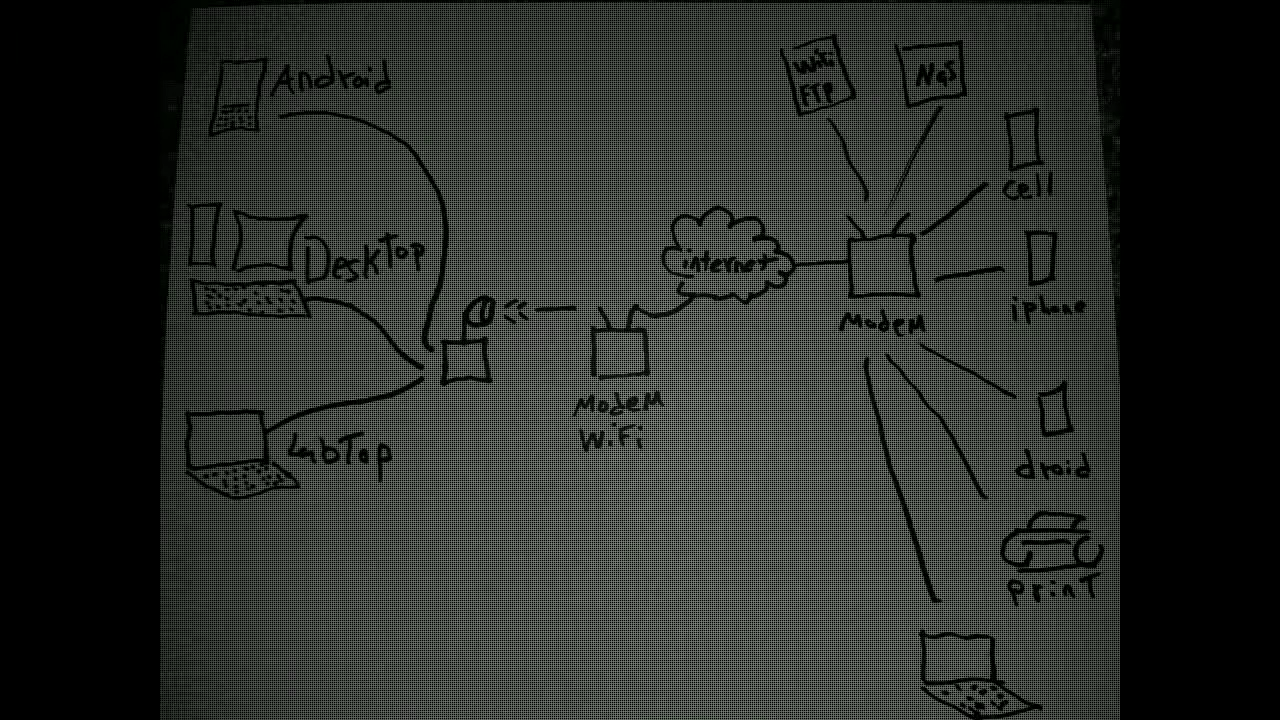 Android
WiFi
FTP
NAS
cell
DeskTop
internet
iphone
ModeM
ModeM
WiFi
LabTop
droid
prinT